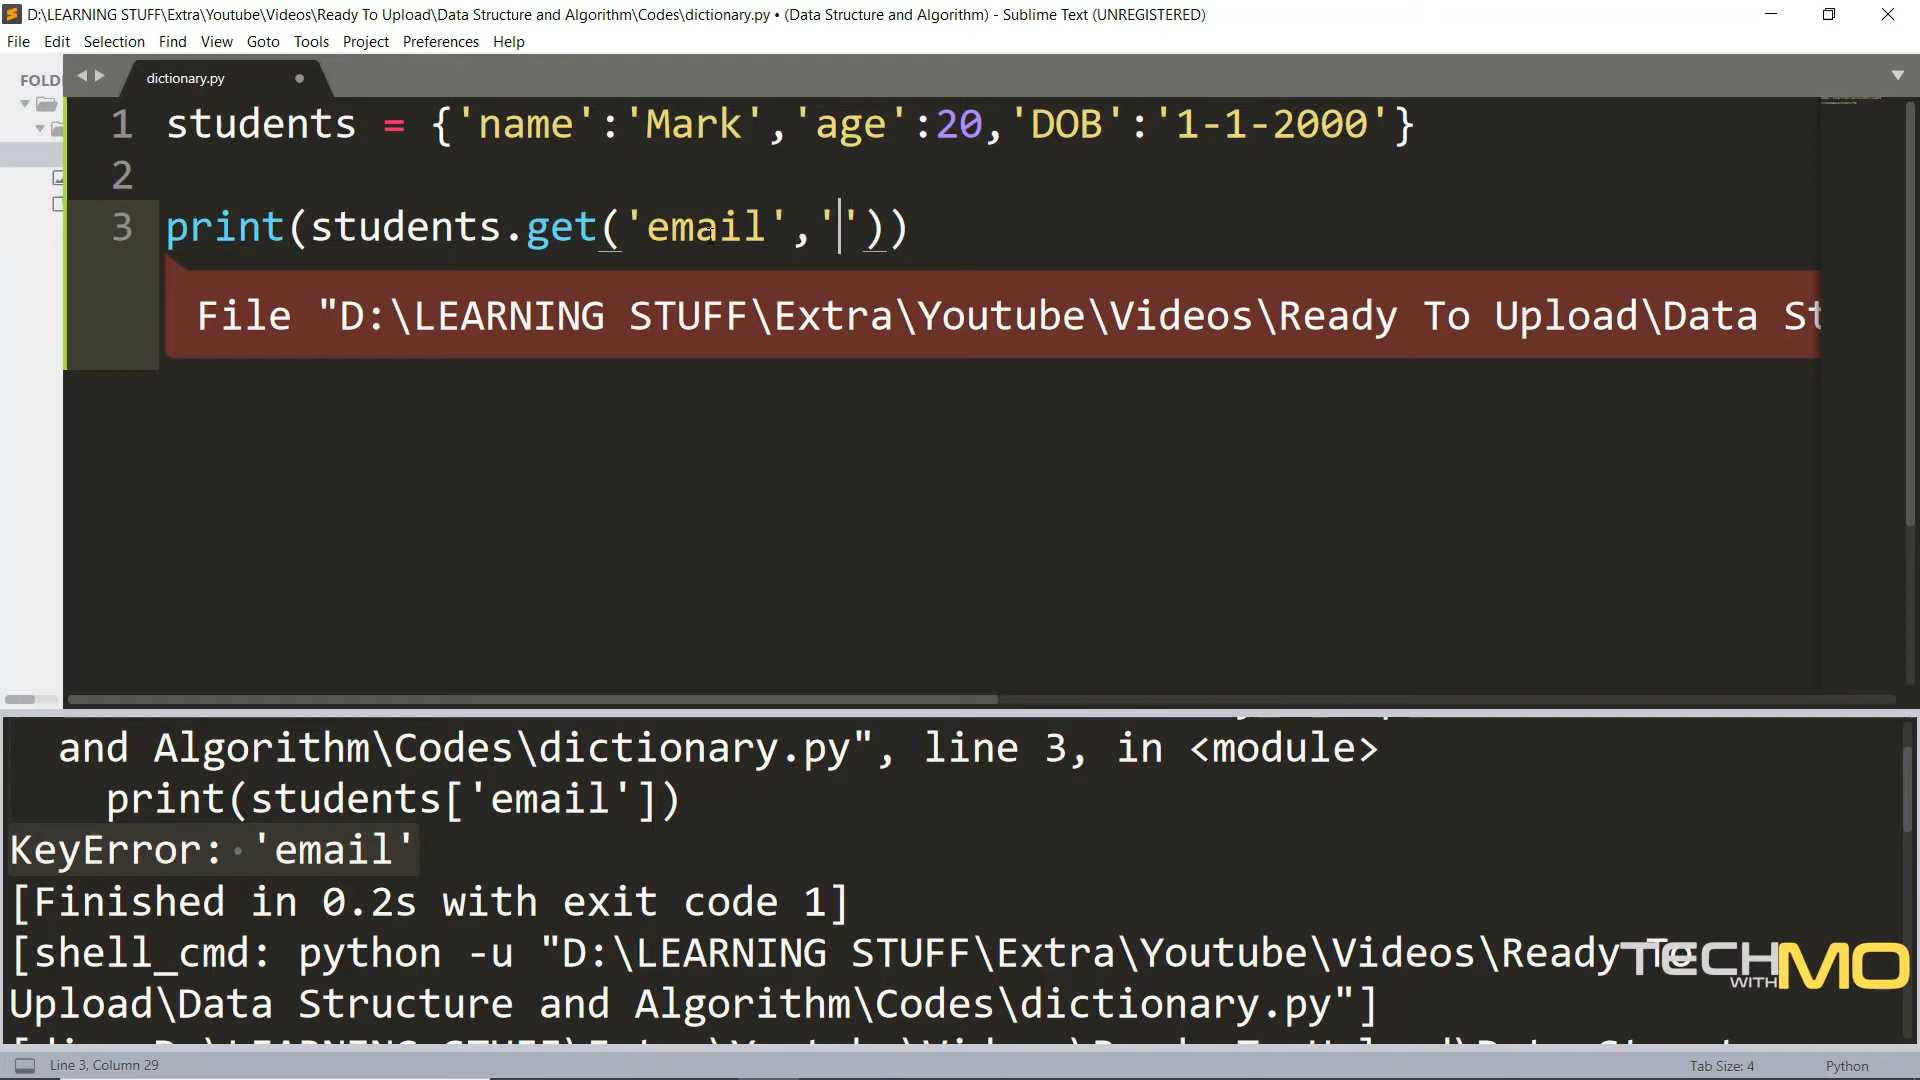 D:\LEARNING STUFF\Extra\Youtube\Videos\Ready To Upload\Data Structure and Algorithm\Codes\dictionary.py • (Data Structure and Algorithm) - Sublime Text (UNREGISTERED)
File Edit Selection Find View Goto Tools Project Preferences Help
FOLD
dictionary.py
1 students = {'name':'Mark','age':20,'DOB':'1-1-2000'}
2
3 print(students.get('email',''))
File "D:\LEARNING STUFF\Extra\Youtube\Videos\Ready To Upload\Data St
and Algorithm\Codes\dictionary.py", line 3, in <module>
print(students['email'])
KeyError: 'email'
[Finished in 0.2s with exit code 1]
[shell_cmd: python -u "D:\LEARNING STUFF\Extra\Youtube\Videos\Ready To
Upload\Data Structure and Algorithm\Codes\dictionary.py"]
TECH WITH MO
Line 3, Column 29
Tab Size: 4
Python